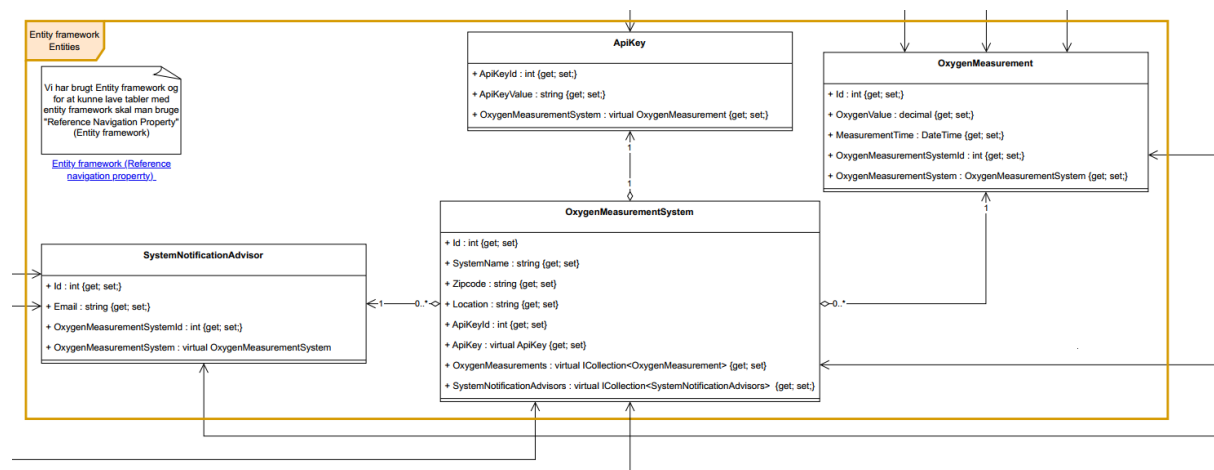 Entity framework
Entities
Vi har brugt Entity framework og
for at kunne lave tabler med
entity framework skal man bruge
"Reference Navigation Property"
(Entity framework)
Entity framework (Reference
navigation properrty)
ApiKey
+ ApiKeyId : int {get; set;}
+ ApiKeyValue : string {get; set;}
+ OxygenMeasurementSystem : virtual OxygenMeasurement {get; set;}
OxygenMeasurement
+ Id : int {get; set;}
+ OxygenValue : decimal {get; set;}
+ MeasurementTime : DateTime {get; set;}
+ OxygenMeasurementSystemId : int {get; set;}
+ OxygenMeasurementSystem : OxygenMeasurementSystem {get; set;}
1
1
1
OxygenMeasurementSystem
+ Id : int {get; set}
+ SystemName : string {get; set}
+ Zipcode : string {get; set}
+ Location : string {get; set}
+ ApiKeyId : int {get; set}
+ ApiKey : virtual ApiKey {get; set}
+ OxygenMeasurements : virtual ICollection<OxygenMeasurement> {get; set}
+ SystemNotificationAdvisors : virtual ICollection<SystemNotificationAdvisors> {get; set;}
SystemNotificationAdvisor
+ Id : int {get; set;}
+ Email : string {get; set;}
+ OxygenMeasurementSystemId : int {get; set;}
+ OxygenMeasurementSystem : virtual OxygenMeasurementSystem
1 0..*
0..*